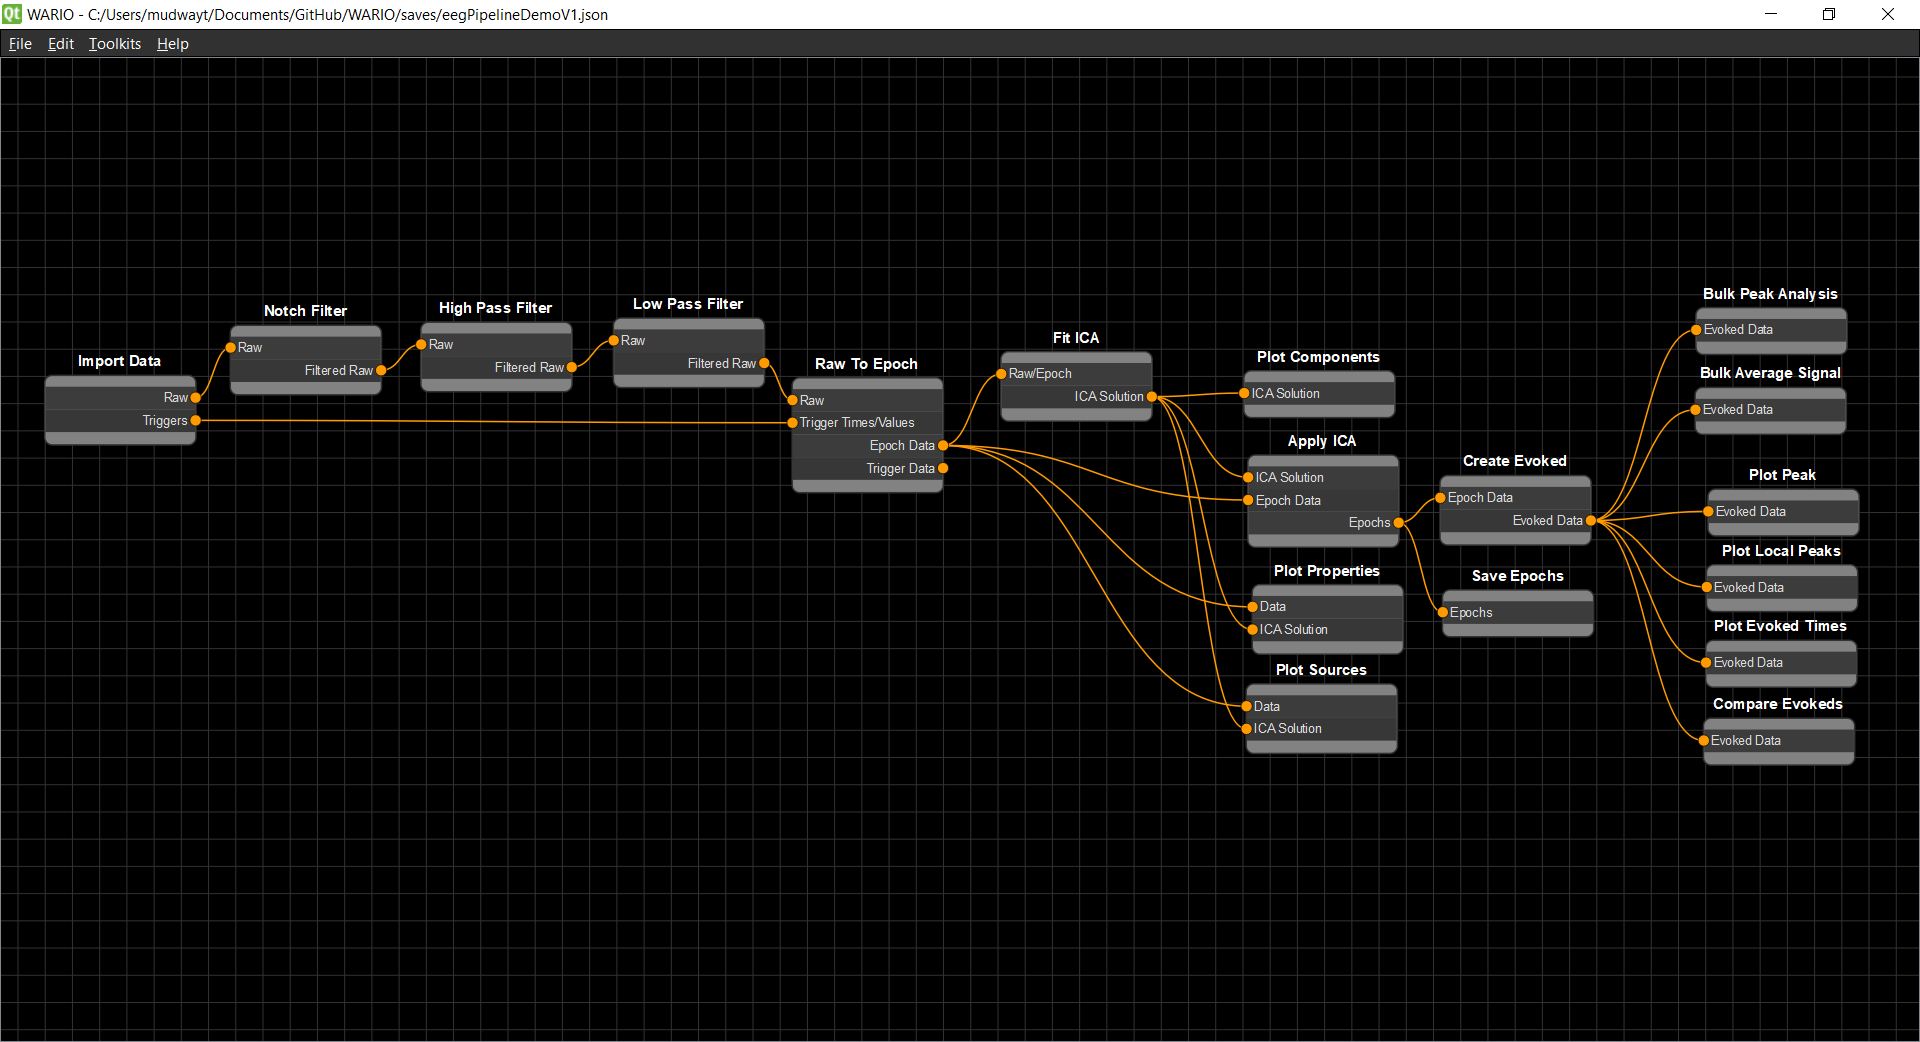 Qt WARIO - C:/Users/mudwayt/Documents/GitHub/WARIO/saves/eegPipelineDemoV1.json
File Edit Toolkits Help
Import Data
Raw
Triggers
Notch Filter
Raw
Filtered Raw
High Pass Filter
Raw
Filtered Raw
Low Pass Filter
Raw
Filtered Raw
Raw To Epoch
Raw
Trigger Times/Values
Epoch Data
Trigger Data
Fit ICA
Raw/Epoch
ICA Solution
Plot Components
ICA Solution
Apply ICA
ICA Solution
Epoch Data
Epochs
Plot Properties
Data
ICA Solution
Plot Sources
Data
ICA Solution
Create Evoked
Epoch Data
Evoked Data
Save Epochs
Epochs
Bulk Peak Analysis
Evoked Data
Bulk Average Signal
Evoked Data
Plot Peak
Evoked Data
Plot Local Peaks
Evoked Data
Plot Evoked Times
Evoked Data
Compare Evokeds
Evoked Data